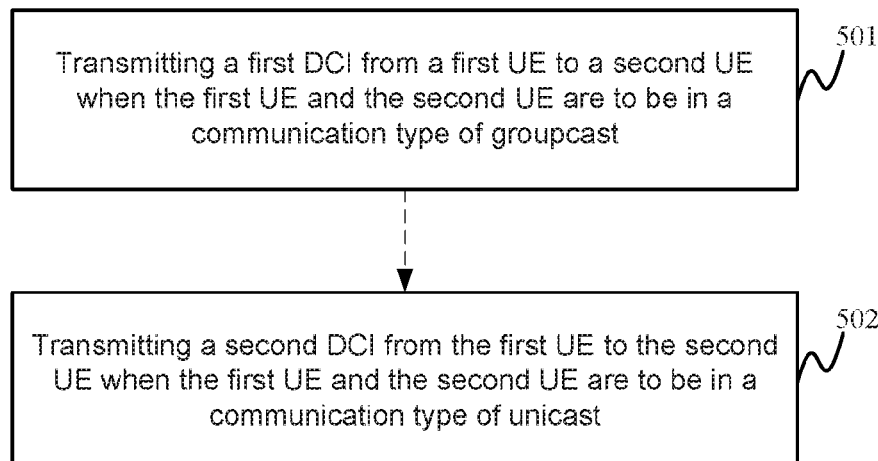 Transmitting a first DCI from a first UE to a second UE
when the first UE and the second UE are to be in a
communication type of groupcast
501
Transmitting a second DCI from the first UE to the second
UE when the first UE and the second UE are to be in a
communication type of unicast
502